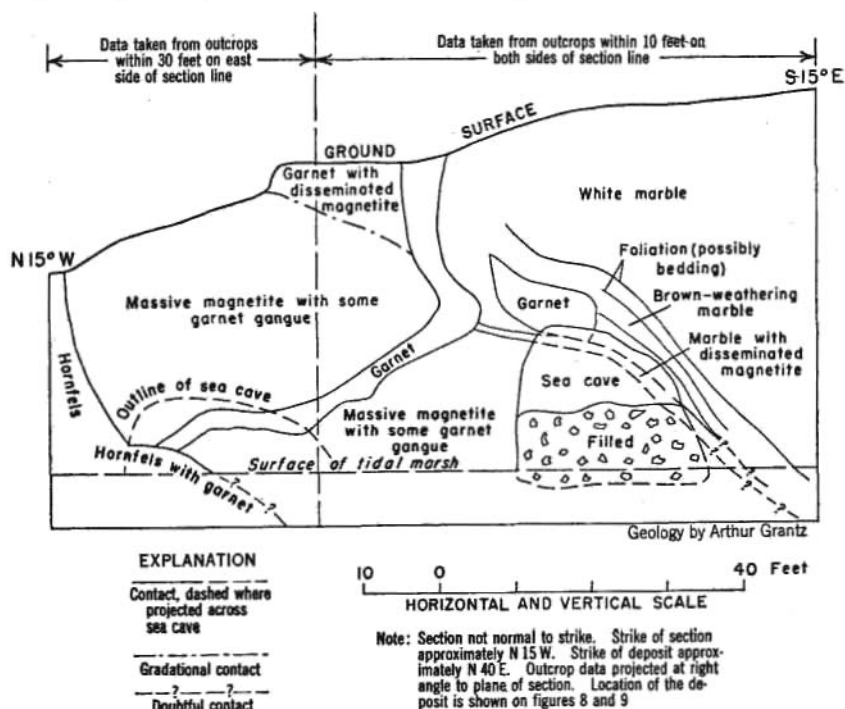 Data taken from outcrops
within 30 feet on east
side of section line
Data taken from outcrops within 10 feet on
both sides of section line
S 15° E
SURFACE
GROUND
Garnet with
disseminated
magnetite
White marble
N 15° W
Foliation (possibly
bedding)
Massive magnetite with some
garnet gangue
Garnet
Brown-weathering
marble
Hornfels
Garnet
Marble with
disseminated
magnetite
Outline of sea cave
Sea cave
Massive magnetite
with some garnet
gangue
Filled
Hornfels with garnet
Surface of tidal marsh
?
?
?
?
?
?
Geology by Arthur Grantz
EXPLANATION
Contact, dashed where
projected across
sea cave
Gradational contact
? ?
Doubtful contact
10 0 40 Feet
HORIZONTAL AND VERTICAL SCALE
Note: Section not normal to strike. Strike of section
approximately N 15 W. Strike of deposit approx-
imately N 40 E. Outcrop data projected at right
angle to plane of section. Location of the de-
posit is shown on figures 8 and 9